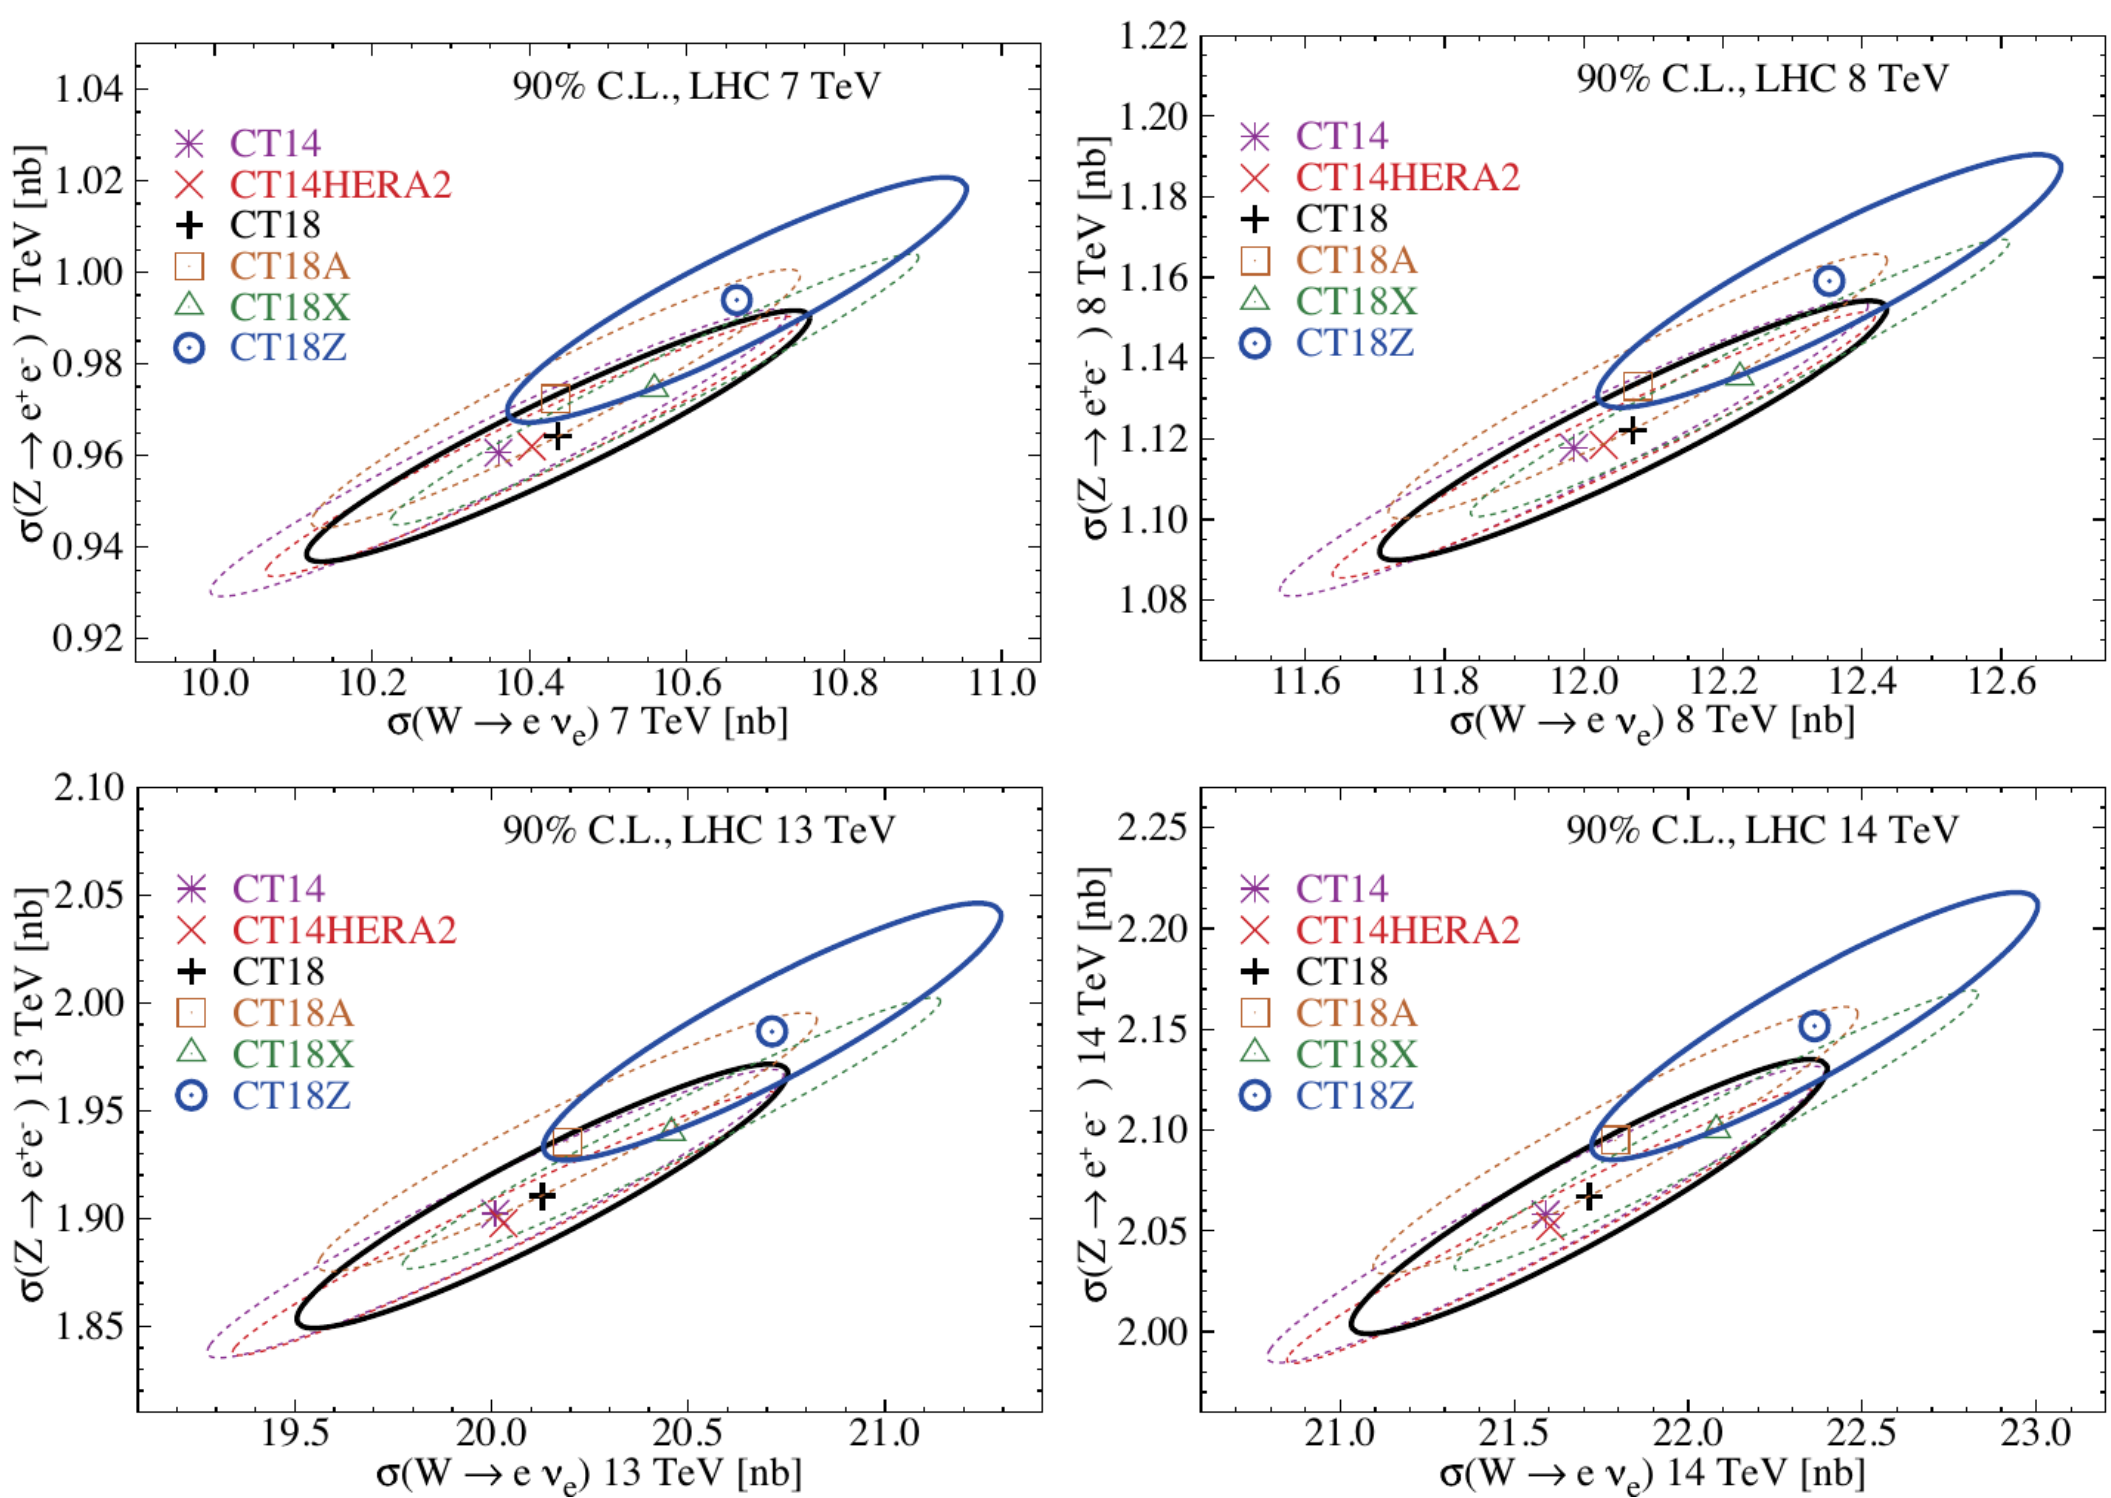 90% C.L., LHC 7 TeV
CT14
CT14HERA2
CT18
CT18A
CT18X
CT18Z
1.04
1.02
1.00
0.98
0.96
0.94
0.92
σ(Z → e⁺ e⁻ ) 7 TeV [nb]
10.0 10.2 10.4 10.6 10.8 11.0
σ(W → e νₑ) 7 TeV [nb]
90% C.L., LHC 8 TeV
CT14
CT14HERA2
CT18
CT18A
CT18X
CT18Z
1.22
1.20
1.18
1.16
1.14
1.12
1.10
1.08
σ(Z → e⁺e⁻ ) 8 TeV [nb]
11.6 11.8 12.0 12.2 12.4 12.6
σ(W → e νₑ) 8 TeV [nb]
90% C.L., LHC 13 TeV
CT14
CT14HERA2
CT18
CT18A
CT18X
CT18Z
2.10
2.05
2.00
1.95
1.90
1.85
σ(Z → e⁺e⁻ ) 13 TeV [nb]
19.5 20.0 20.5 21.0
σ(W → e νₑ) 13 TeV [nb]
90% C.L., LHC 14 TeV
CT14
CT14HERA2
CT18
CT18A
CT18X
CT18Z
2.25
2.20
2.15
2.10
2.05
2.00
σ(Z → e⁺ e⁻ ) 14 TeV [nb]
21.0 21.5 22.0 22.5 23.0
σ(W → e νₑ) 14 TeV [nb]